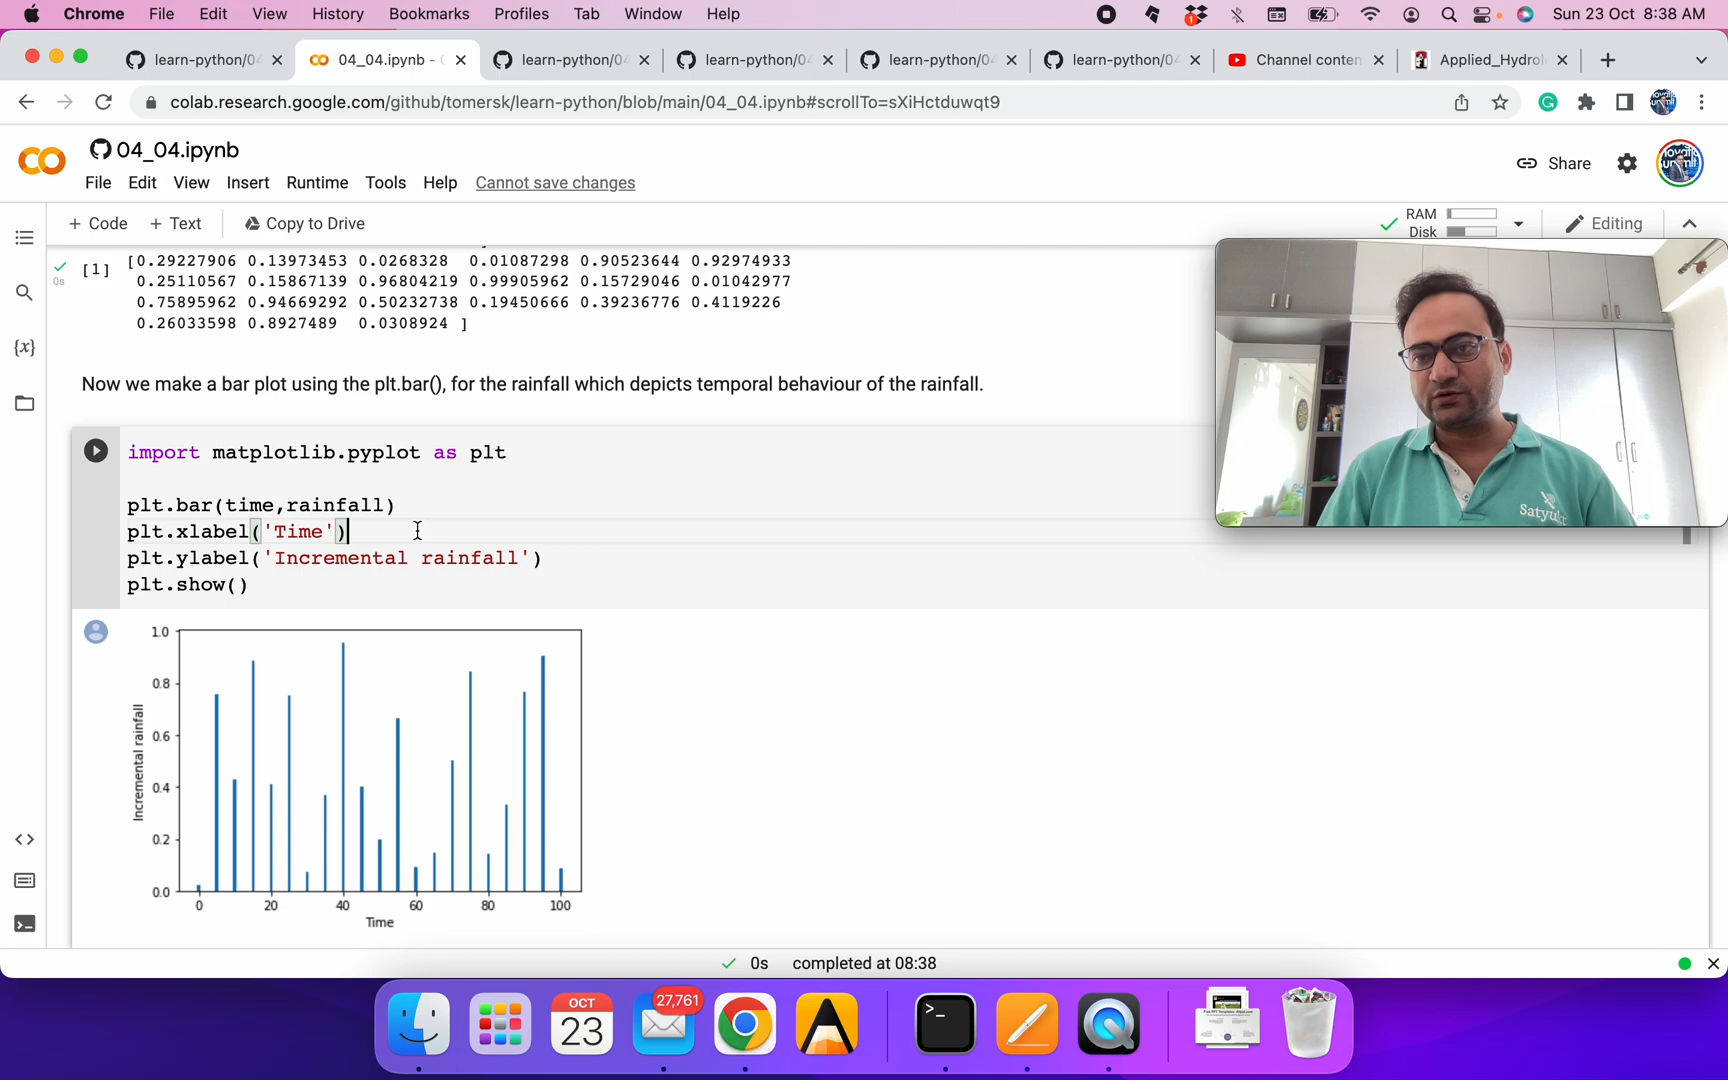 Chrome File Edit View History Bookmarks Profiles Tab Window Help Sun 23 Oct 8:38 AM
learn-python/04 04_04.ipynb - C learn-python/04 learn-python/04 learn-python/04 learn-python/04 Channel conten Applied_Hydrol
colab.research.google.com/github/tomersk/learn-python/blob/main/04_04.ipynb#scrollTo=sXiHctduwqt9
04_04.ipynb
Share
File Edit View Insert Runtime Tools Help Cannot save changes
+ Code + Text Copy to Drive RAM Disk Editing
[1] [0.29227906 0.13973453 0.0268328 0.01087298 0.90523644 0.92974933
0s 0.25110567 0.15867139 0.96804219 0.99905962 0.15729046 0.01042977
0.75895962 0.94669292 0.50232738 0.19450666 0.39236776 0.4119226
0.26033598 0.8927489 0.0308924 ]
Now we make a bar plot using the plt.bar(), for the rainfall which depicts temporal behaviour of the rainfall.
import matplotlib.pyplot as plt
plt.bar(time,rainfall)
plt.xlabel('Time')
plt.ylabel('Incremental rainfall')
plt.show()
1.0
0.8
0.6
0.4
0.2
0.0
Incremental rainfall
0 20 40 60 80 100
Time
0s completed at 08:38
OCT
23
27,761